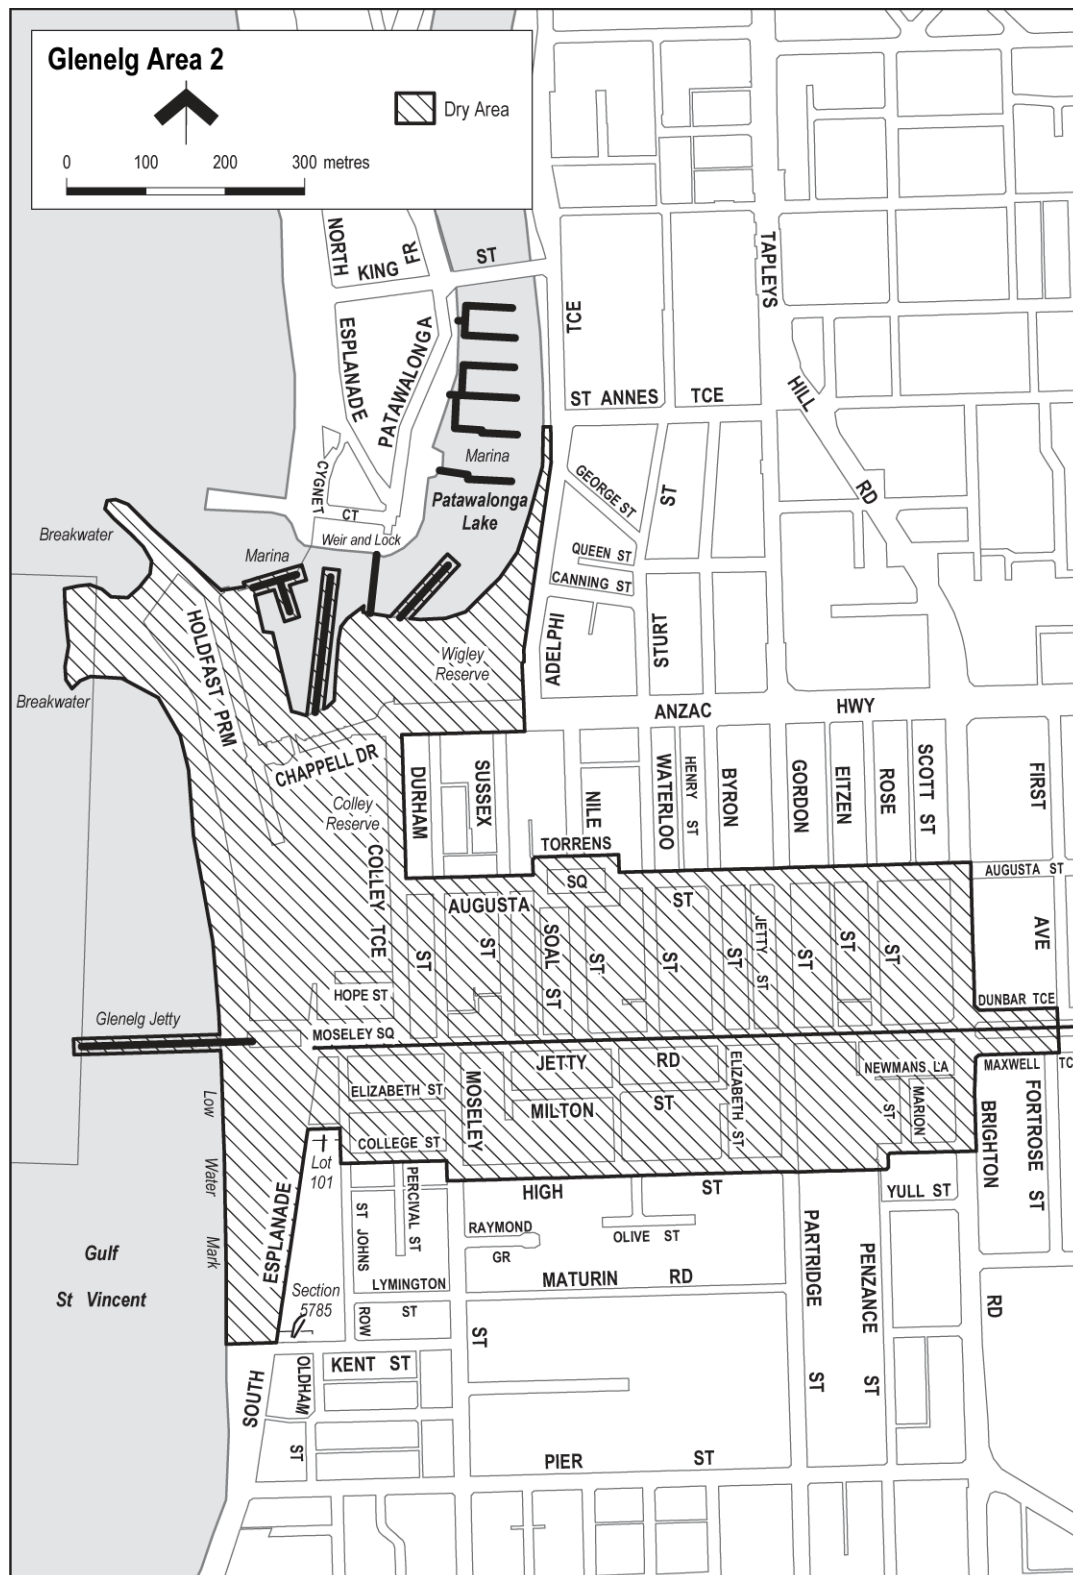 Glenelg Area 2
Dry Area
0 100 200 300 metres
NORTH
KING
FR
ST
TAPLEYS
ESPLANADE
PATAWALONGA
TCE
ST ANNES TCE
HILL
Marina
CYGNET
CT
Patawalonga
Lake
GEORGE ST
ST
RD
Breakwater
Marina
Weir and Lock
QUEEN ST
CANNING ST
HOLDFAST PRM
Wigley
Reserve
ADELPHI
STURT
Breakwater
ANZAC HWY
CHAPPELL DR
DURHAM
SUSSEX
NILE
WATERLOO
HENRY ST
BYRON
GORDON
EITZEN
ROSE
SCOTT ST
FIRST
Colley
Reserve
COLLEY TCE
TORRENS
SQ
AUGUSTA ST
AUGUSTA
ST
ST
ST
SOAL ST
ST
ST
ST
JETTY ST
ST
ST
ST
AVE
HOPE ST
DUNBAR TCE
Glenelg Jetty
MOSELEY SQ
JETTY RD
NEWMANS LA
MAXWELL TC
Low
Water
Mark
ELIZABETH ST
MOSELEY
MILTON ST
ELIZABETH ST
ST
MARION
BRIGHTON
FORTROSE ST
COLLEGE ST
Lot
101
ESPLANADE
PERCIVAL ST
HIGH ST
YULL ST
ST JOHNS
RAYMOND
GR
OLIVE ST
PARTRIDGE
PENZANCE
Gulf
St Vincent
Section
5785
LYMINGTON
ST
MATURIN RD
ROW
ST
RD
KENT ST
OLDHAM
ST
SOUTH
ST
ST
PIER ST